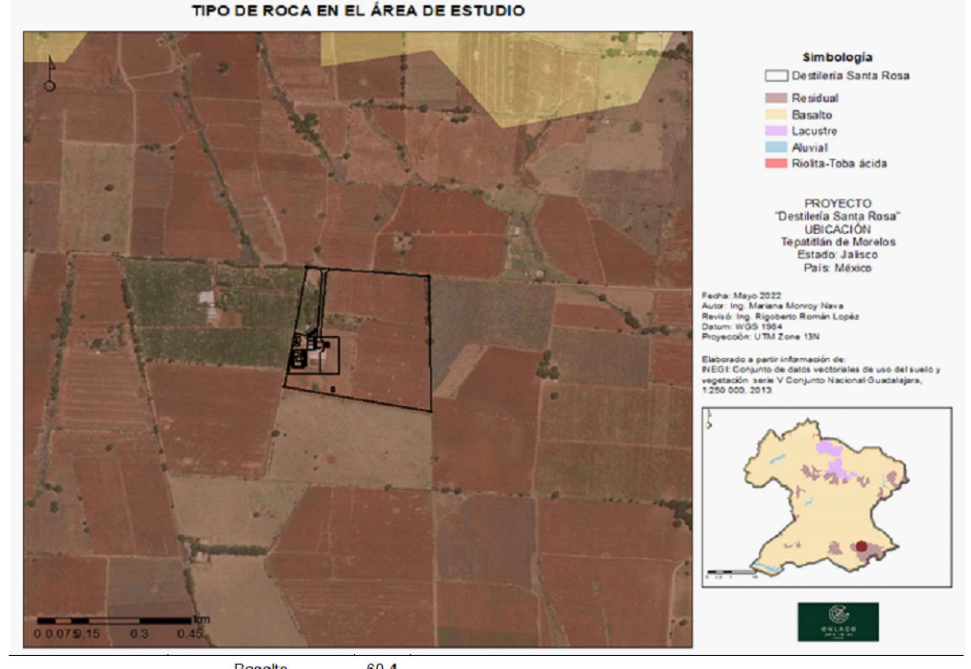 TIPO DE ROCA EN EL ÁREA DE ESTUDIO
Simbología
Destilería Santa Rosa
Residual
Basalto
Lacustre
Aluvial
Riolita-Toba ácida
PROYECTO
"Destilería Santa Rosa"
UBICACIÓN
Tepatitlán de Morelos
Estado: Jalisco
País: México
Fecha: Mayo 2022
Autor: Ing. Mariana Monroy Nava
Revisó: Ing. Rigoberto Román Lopéz
Datum: WGS 1984
Proyección: UTM Zone 13N
Elaborado a partir información de:
INEGI: Conjunto de datos vectoriales de uso del suelo y
vegetación serie V Conjunto Nacional Guadalajara,
1:250 000, 2013
km
0 0.075 0.15 0.3 0.45
Basalto 60.4